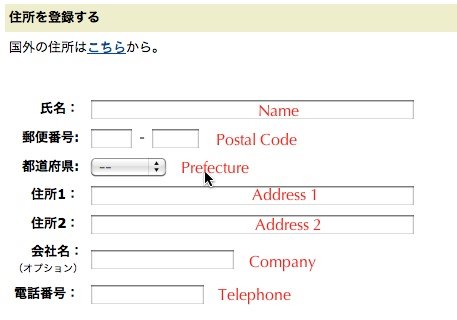 住所を登録する
国外の住所はこちらから。
氏名： Name
郵便番号: - Postal Code
都道府県: -- Prefecture
住所1： Address 1
住所2： Address 2
会社名： Company
（オプション）
電話番号： Telephone